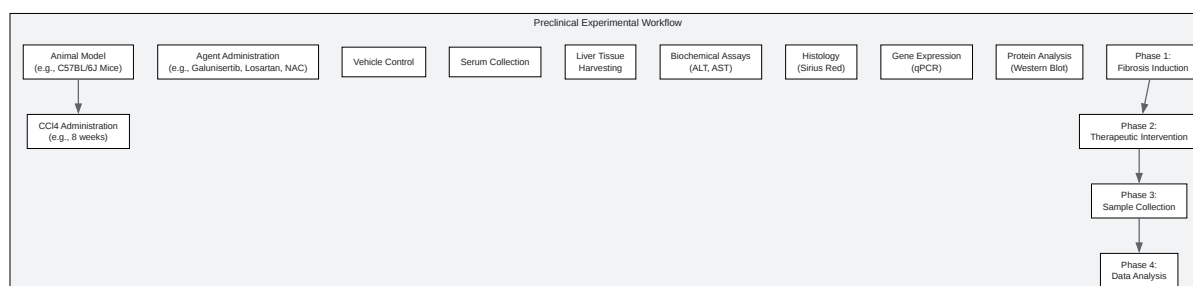 Preclinical Experimental Workflow
Animal Model
(e.g., C57BL/6J Mice)
Agent Administration
(e.g., Galunisertib, Losartan, NAC)
Vehicle Control
Serum Collection
Liver Tissue
Harvesting
Biochemical Assays
(ALT, AST)
Histology
(Sirius Red)
Gene Expression
(qPCR)
Protein Analysis
(Western Blot)
Phase 1:
Fibrosis Induction
CCl4 Administration
(e.g., 8 weeks)
Phase 2:
Therapeutic Intervention
Phase 3:
Sample Collection
Phase 4:
Data Analysis